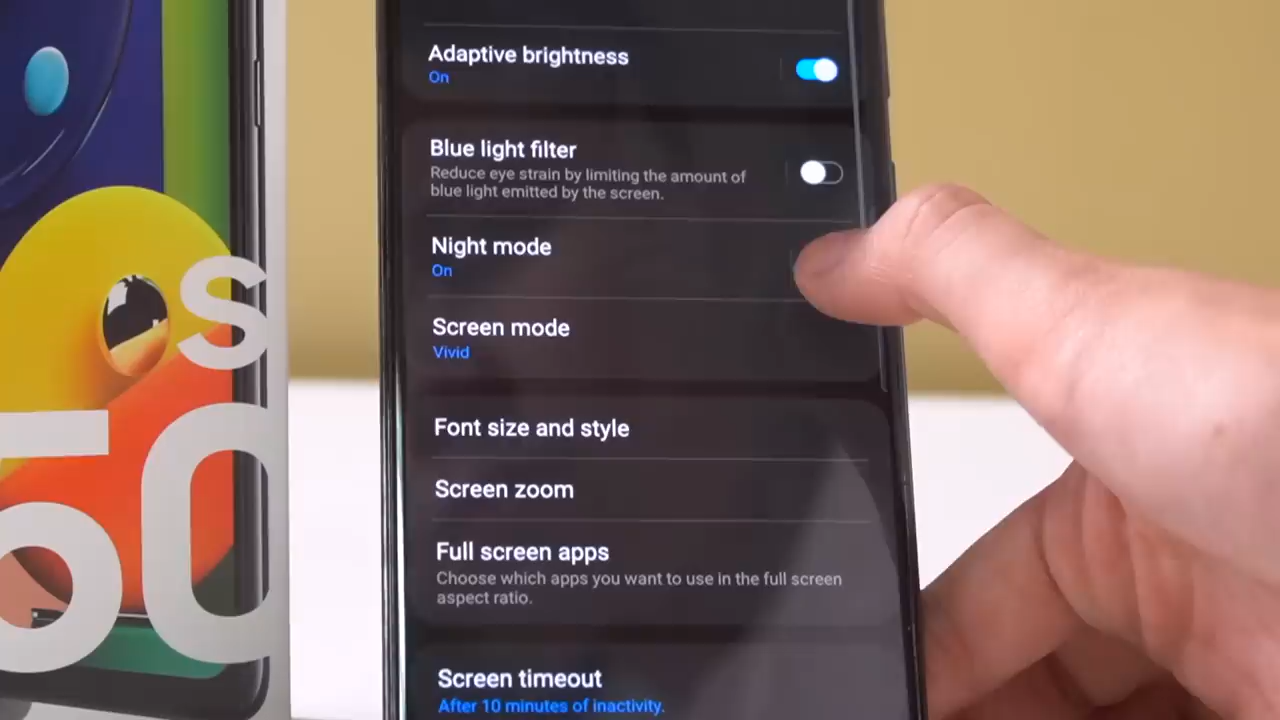 Adaptive brightness
On
Blue light filter
Reduce eye strain by limiting the amount of
blue light emitted by the screen.
Night mode
On
Screen mode
Vivid
Font size and style
Screen zoom
Full screen apps
Choose which apps you want to use in the full screen
aspect ratio.
Screen timeout
After 10 minutes of inactivity.
s
50